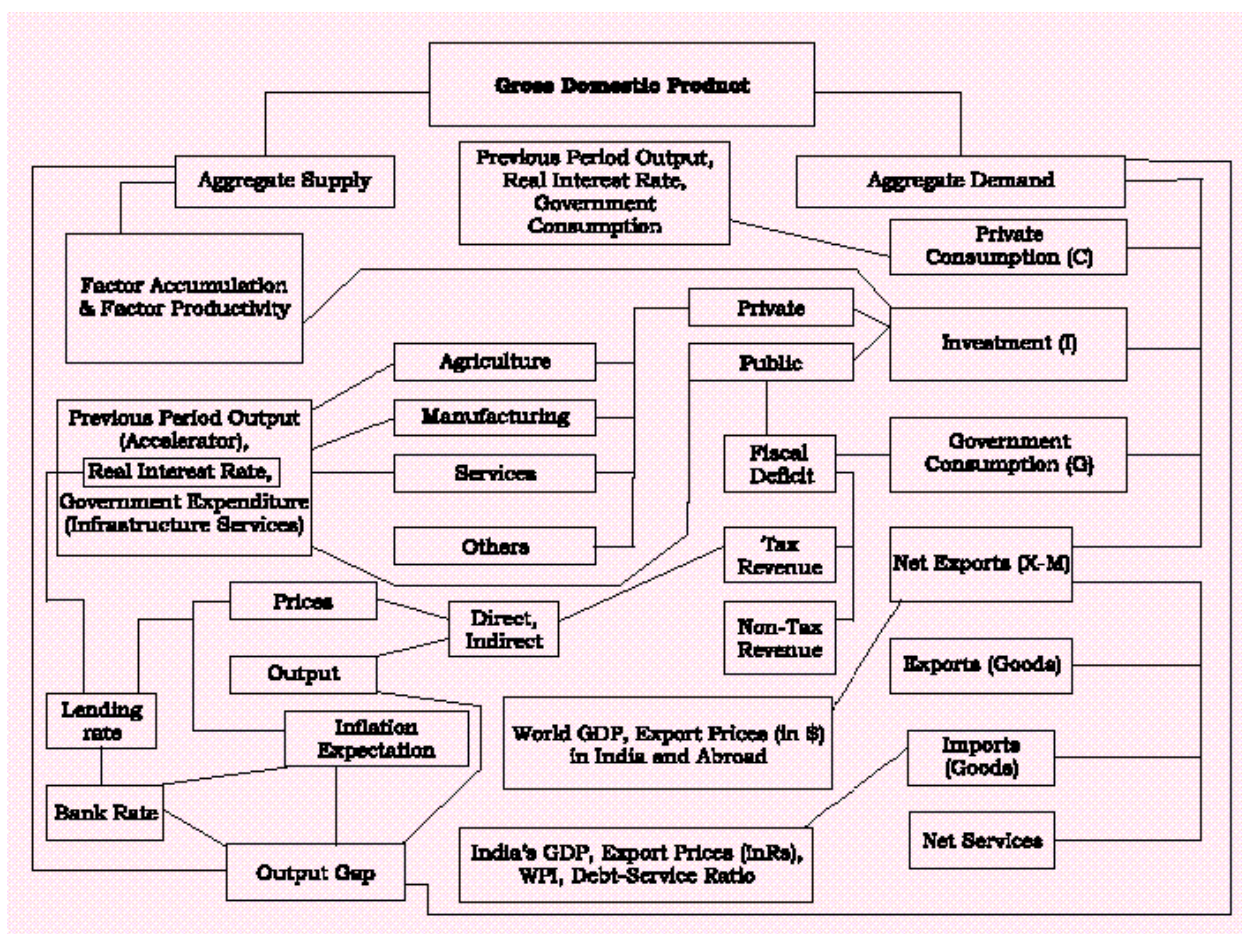 Gross Domestic Product
Aggregate Supply
Previous Period Output,
Real Interest Rate,
Government
Consumption
Aggregate Demand
Private
Consumption (C)
Factor Accumulation
& Factor Productivity
Private
Investment (I)
Agriculture
Public
Previous Period Output
(Accelerator),
Real Interest Rate,
Government Expenditure
(Infrastructure Services)
Manufacturing
Services
Others
Fiscal
Deficit
Government
Consumption (G)
Tax
Revenue
Net Exports (X-M)
Prices
Direct,
Indirect
Non-Tax
Revenue
Output
Exports (Goods)
Lending
rate
Inflation
Expectation
World GDP, Export Prices (in $)
in India and Abroad
Imports
(Goods)
Bank Rate
Output Gap
India's GDP, Export Prices (inRs),
WPI, Debt-Service Ratio
Net Services